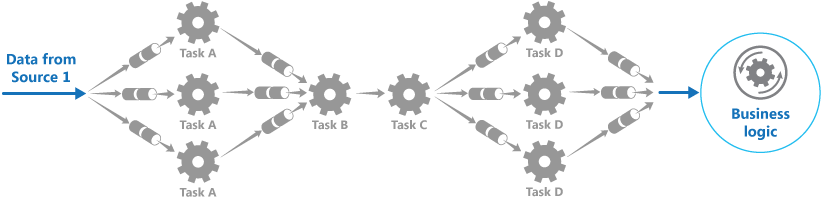 Data from
Source 1
Task A
Task A
Task A
Task B
Task C
Task D
Task D
Task D
Business
logic